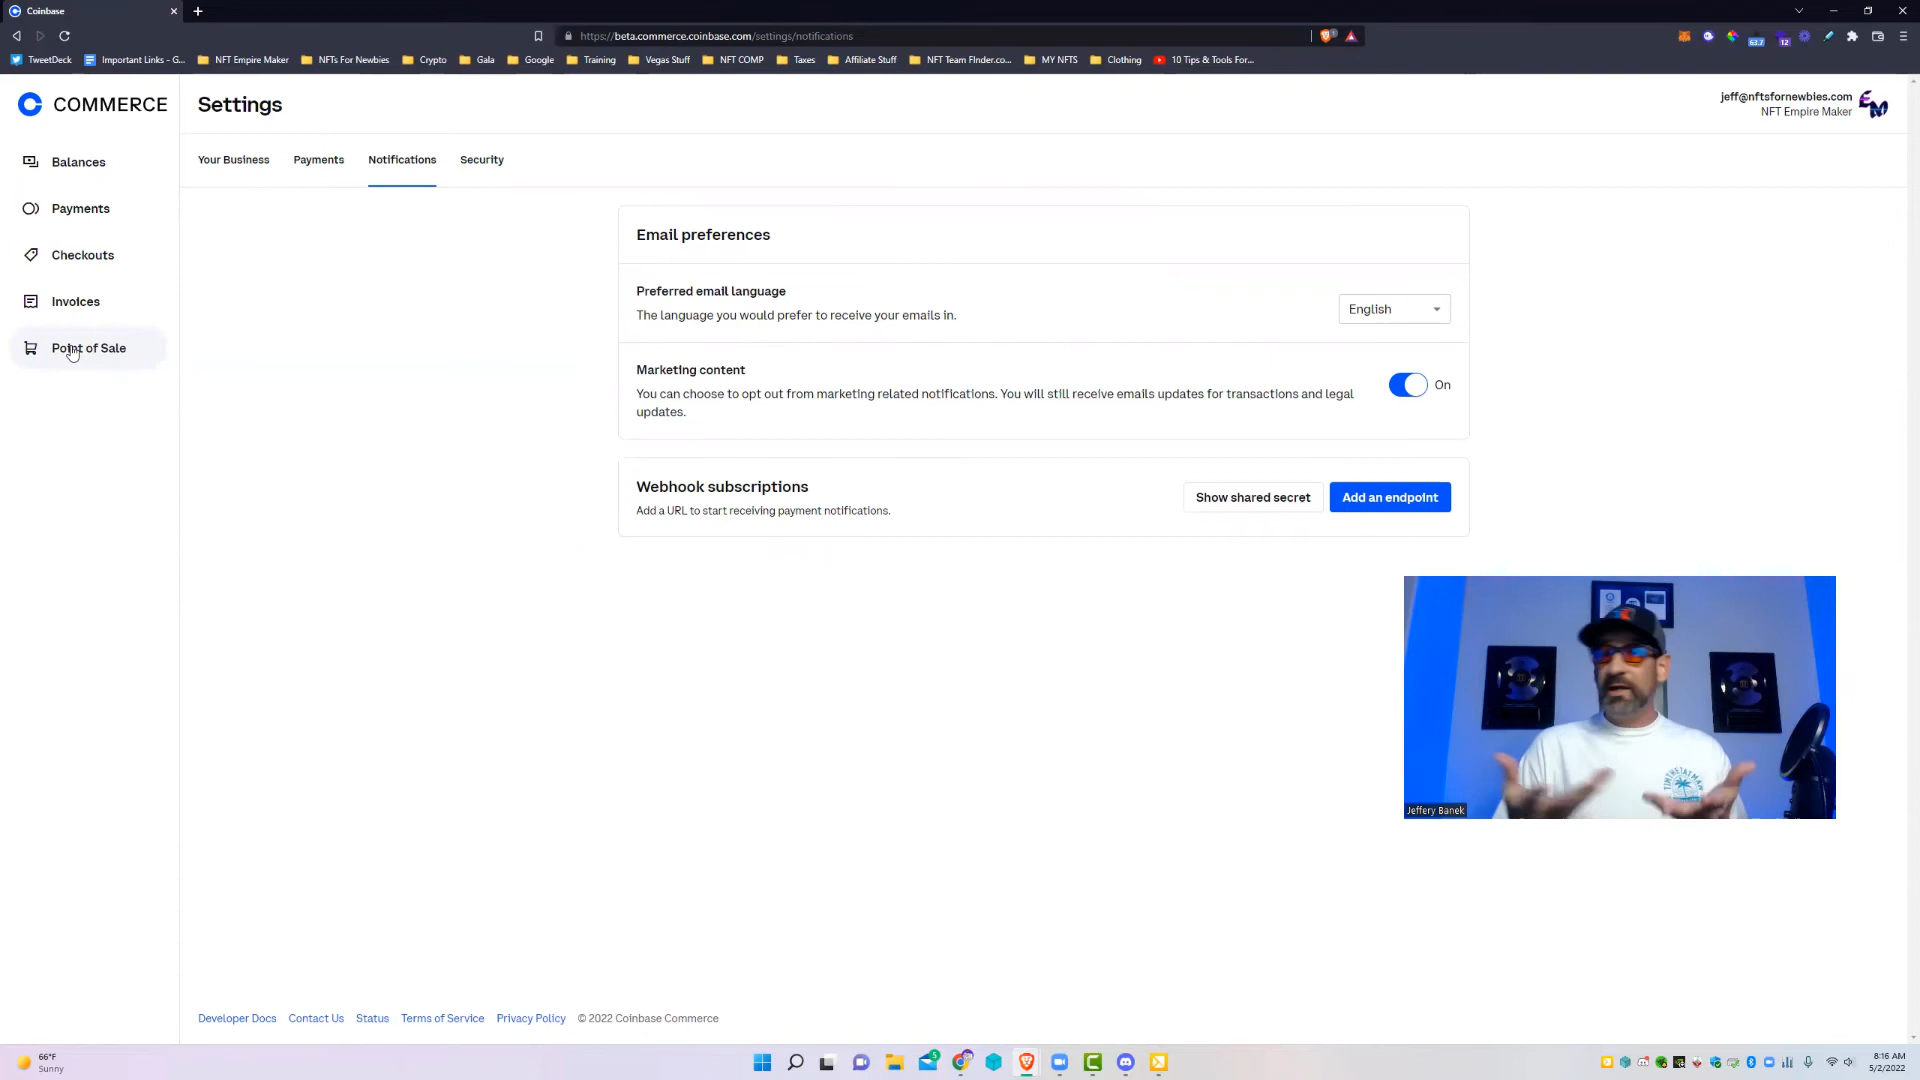 Coinbase
https://beta.commerce.coinbase.com/settings/notifications
TweetDeck
Important Links - G...
NFT Empire Maker
NFTs For Newbies
Crypto
Gala
Google
Training
Vegas Stuff
NFT COMP
Taxes
Affiliate Stuff
NFT Team FInder.co...
MY NFTS
Clothing
10 Tips & Tools For...
63.7
12
COMMERCE
Settings
jeff@nftsfornewbies.com
NFT Empire Maker
Balances
Payments
Checkouts
Invoices
Point of Sale
Your Business
Payments
Notifications
Security
Email preferences
Preferred email language
The language you would prefer to receive your emails in.
English
Marketing content
You can choose to opt out from marketing related notifications. You will still receive emails updates for transactions and legal
updates.
On
Webhook subscriptions
Add a URL to start receiving payment notifications.
Show shared secret
Add an endpoint
Jeffery Banek
Developer Docs
Contact Us
Status
Terms of Service
Privacy Policy
© 2022 Coinbase Commerce
66°F
Sunny
5
8:16 AM
5/2/2022